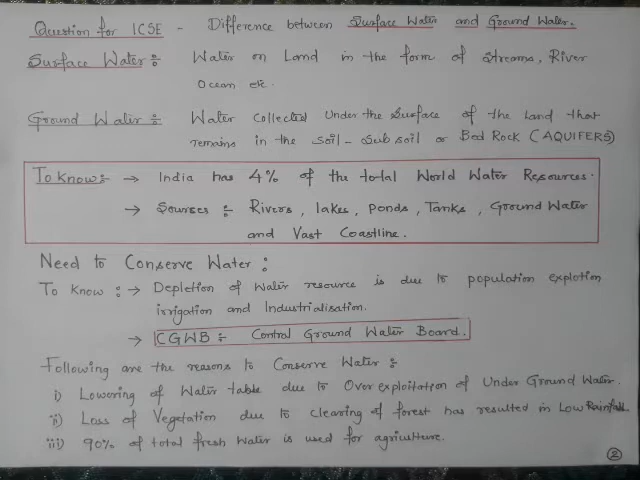 Question for ICSE - Difference between Surface Water and Ground Water.
Surface Water :- Water on Land in the form of streams, River
Ocean etc.
Ground Water :- Water collected under the Surface of the land that
remains in the soil - sub soil or Bed Rock (AQUIFERS)
To know :- → India has 4% of the total World Water Resources.
→ Sourses :- Rivers, lakes, ponds, Tanks, Ground Water
and Vast Coastline.
Need to Conserve Water :
To Know :- → Depletion of water resource is due to population explotion
irrigation and Industrialisation.
→ CGWB :- Control Ground Water Board.
Following are the reasons to Conserve Water :-
i) Lowering of Water table due to Over exploitation of Under Ground Water.
ii) Loss of Vegetation due to clearing of forest has resulted in Low Rainfall
iii) 90% of total fresh water is used for agriculture.
2